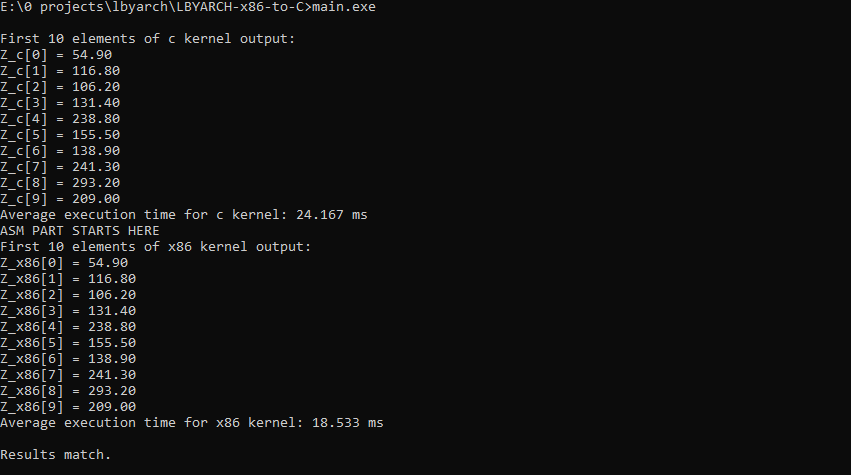 E:\0 projects\lbyarch\LBYARCH-x86-to-C>main.exe
First 10 elements of c kernel output:
Z_c[0] = 54.90
Z_c[1] = 116.80
Z_c[2] = 106.20
Z_c[3] = 131.40
Z_c[4] = 238.80
Z_c[5] = 155.50
Z_c[6] = 138.90
Z_c[7] = 241.30
Z_c[8] = 293.20
Z_c[9] = 209.00
Average execution time for c kernel: 24.167 ms
ASM PART STARTS HERE
First 10 elements of x86 kernel output:
Z_x86[0] = 54.90
Z_x86[1] = 116.80
Z_x86[2] = 106.20
Z_x86[3] = 131.40
Z_x86[4] = 238.80
Z_x86[5] = 155.50
Z_x86[6] = 138.90
Z_x86[7] = 241.30
Z_x86[8] = 293.20
Z_x86[9] = 209.00
Average execution time for x86 kernel: 18.533 ms
Results match.